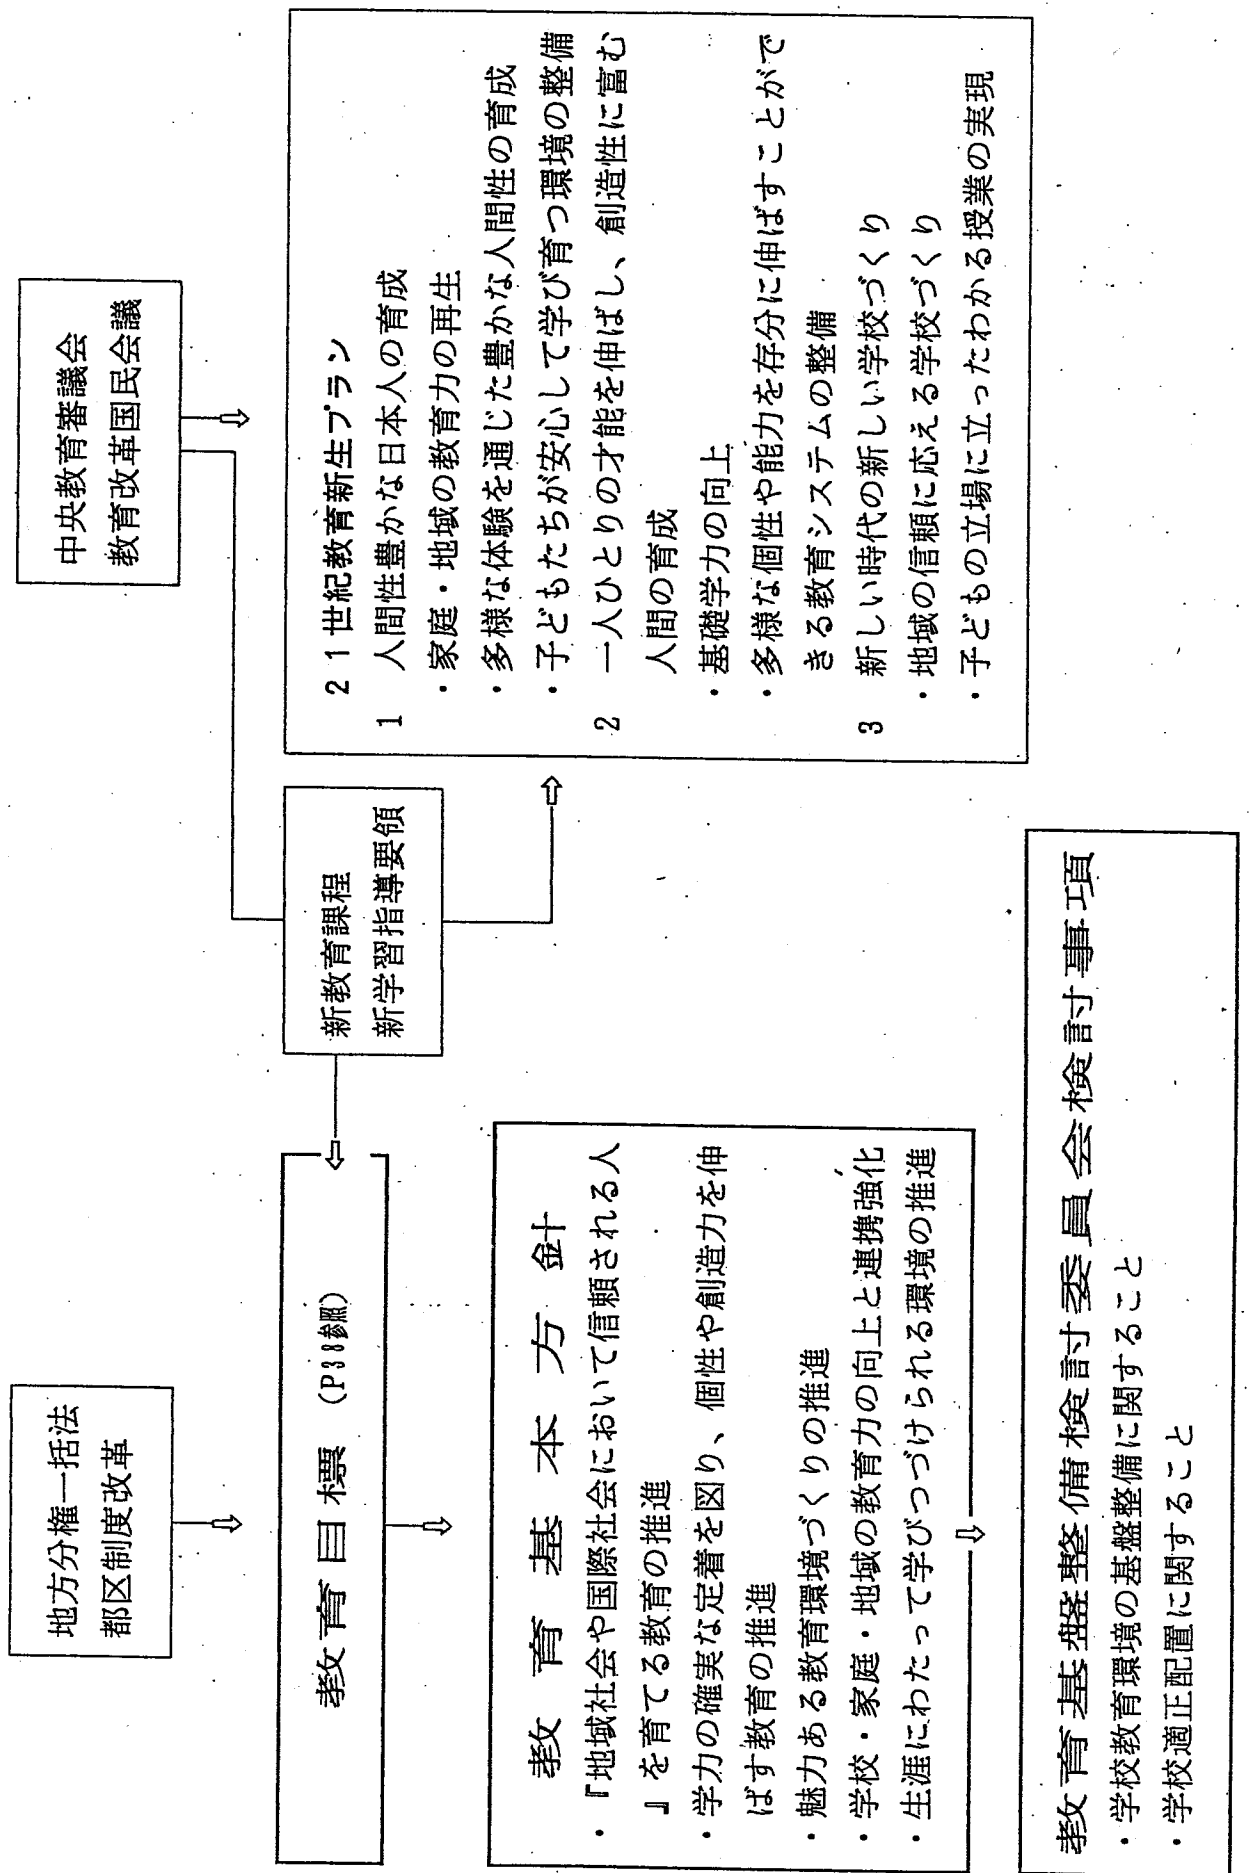 地方分権一括法
都区制度改革
中央教育審議会
教育改革国民会議
教育目標 (P38参照)
新教育課程
新学習指導要領
21世紀教育新生プラン
1 人間性豊かな日本人の育成
・家庭・地域の教育力の再生
・多様な体験を通じた豊かな人間性の育成
・子どもたちが安心して学び育つ環境の整備
2 一人ひとりの才能を伸ばし、創造性に富む
人間の育成
・基礎学力の向上
・多様な個性や能力を存分に伸ばすことがで
きる教育システムの整備
3 新しい時代の新しい学校づくり
・地域の信頼に応える学校づくり
・子どもの立場に立ったわかる授業の実現
教育基本方針
・『地域社会や国際社会において信頼される人
』を育てる教育の推進
・学力の確実な定着を図り、個性や創造力を伸
ばす教育の推進
・魅力ある教育環境づくりの推進
・学校・家庭・地域の教育力の向上と連携強化
・生涯にわたって学びつづけられる環境の推進
教育基盤整備検討委員会検討事項
・学校教育環境の基盤整備に関すること
・学校適正配置に関すること